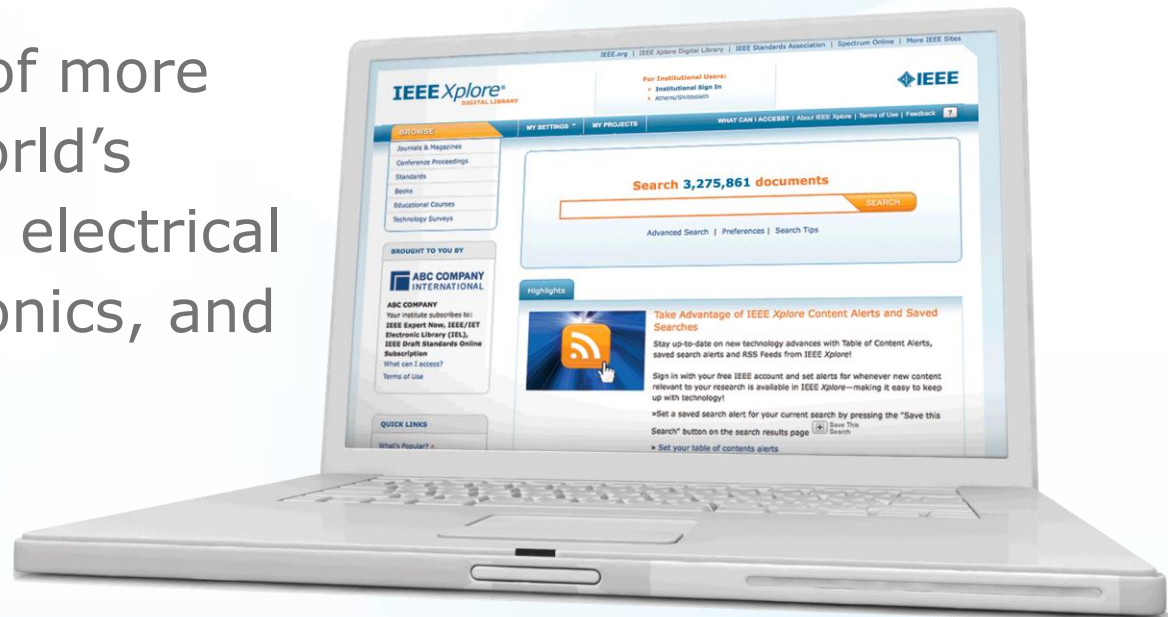 of more
orld's
electrical
onics, and
IEEE.org | IEEE Xplore Digital Library | IEEE Standards Association | Spectrum Online | More IEEE Sites
IEEE Xplore®
DIGITAL LIBRARY
For Institutional Users:
Institutional Sign In
Athens/Shibboleth
IEEE
BROWSE
MY SETTINGS
MY PROJECTS
WHAT CAN I ACCESS? | About IEEE Xplore | Terms of Use | Feedback ?
Journals & Magazines
Conference Proceedings
Standards
Books
Educational Courses
Technology Surveys
Search 3,275,861 documents
SEARCH
Advanced Search | Preferences | Search Tips
BROUGHT TO YOU BY
ABC COMPANY
INTERNATIONAL
ABC COMPANY
Your institute subscribes to:
IEEE Expert Now, IEEE/IET
Electronic Library (IEL),
IEEE Draft Standards Online
Subscription
What can I access?
Terms of Use
QUICK LINKS
What's Popular?
Highlights
Take Advantage of IEEE Xplore Content Alerts and Saved
Searches
Stay up-to-date on new technology advances with Table of Content Alerts,
saved search alerts and RSS Feeds from IEEE Xplore!
Sign in with your free IEEE account and set alerts for whenever new content
relevant to your research is available in IEEE Xplore—making it easy to keep
up with technology!
»Set a saved search alert for your current search by pressing the "Save this
Search" button on the search results page + Save This
Search
» Set your table of contents alerts